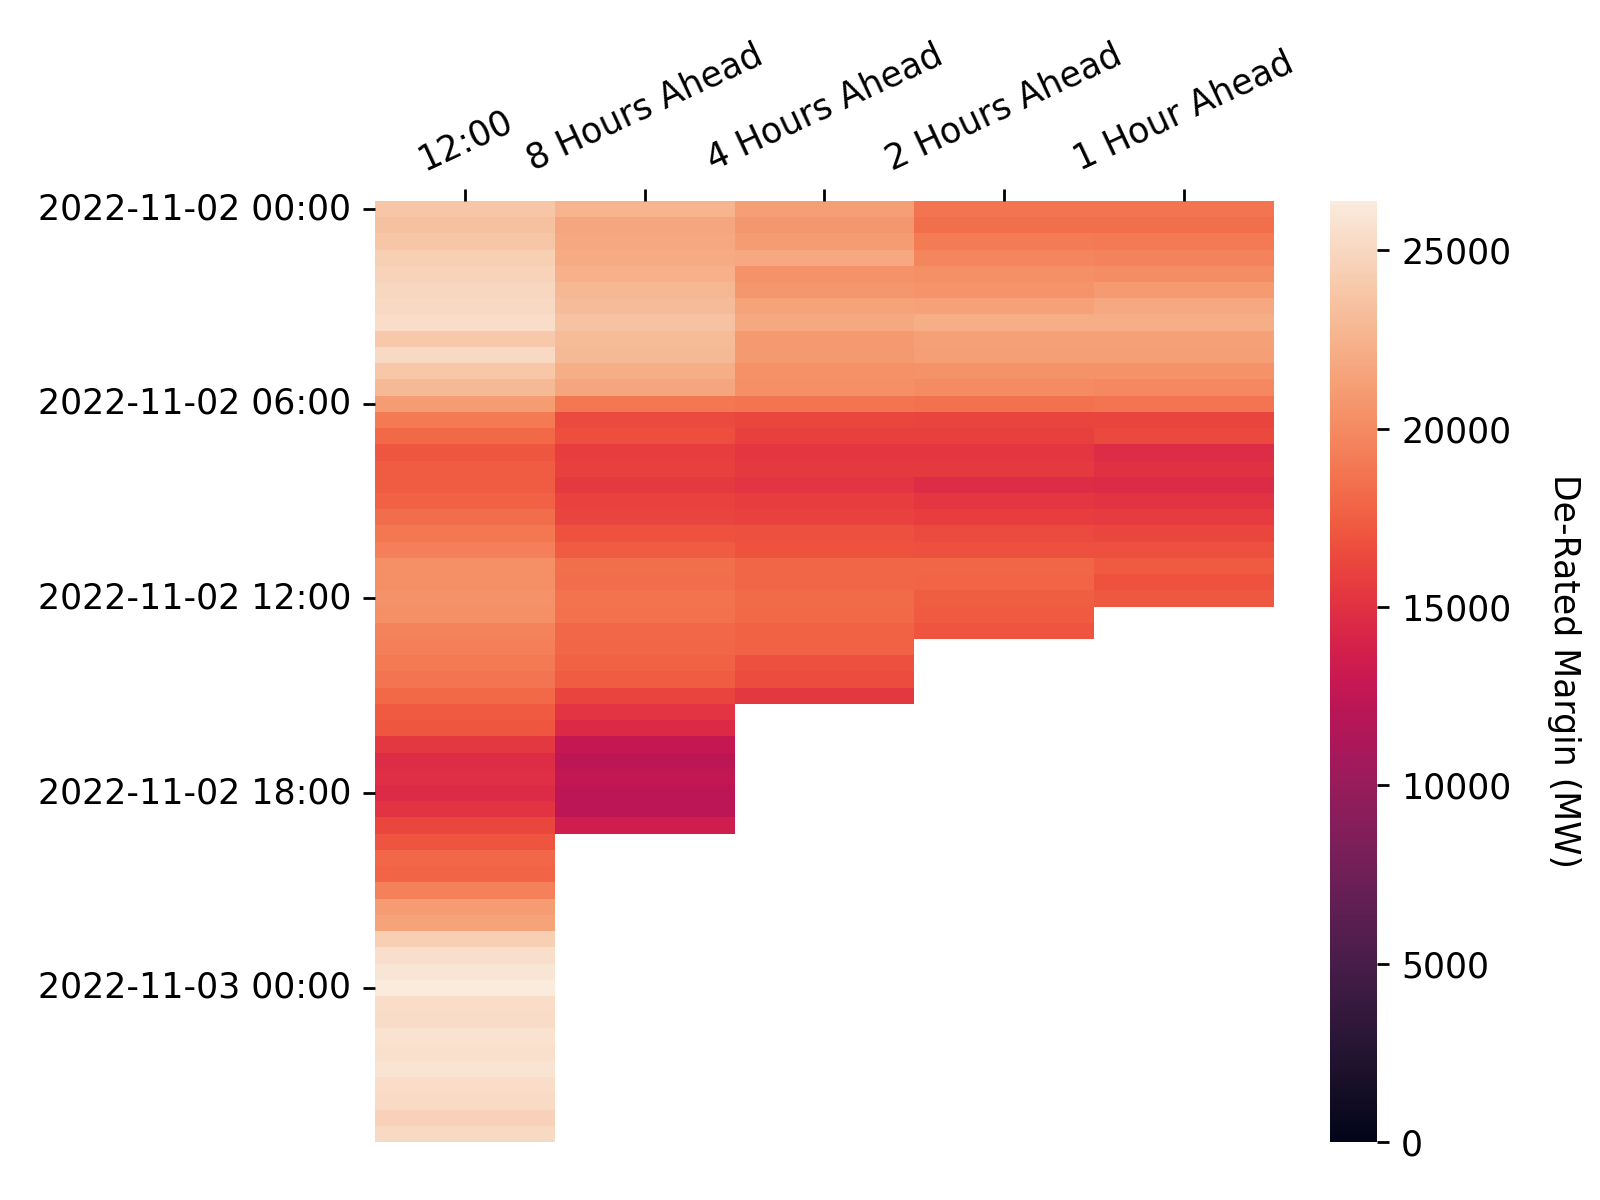 12:00
8 Hours Ahead
4 Hours Ahead
2 Hours Ahead
1 Hour Ahead
2022-11-02 00:00
2022-11-02 06:00
2022-11-02 12:00
2022-11-02 18:00
2022-11-03 00:00
25000
20000
15000
10000
5000
0
De-Rated Margin (MW)